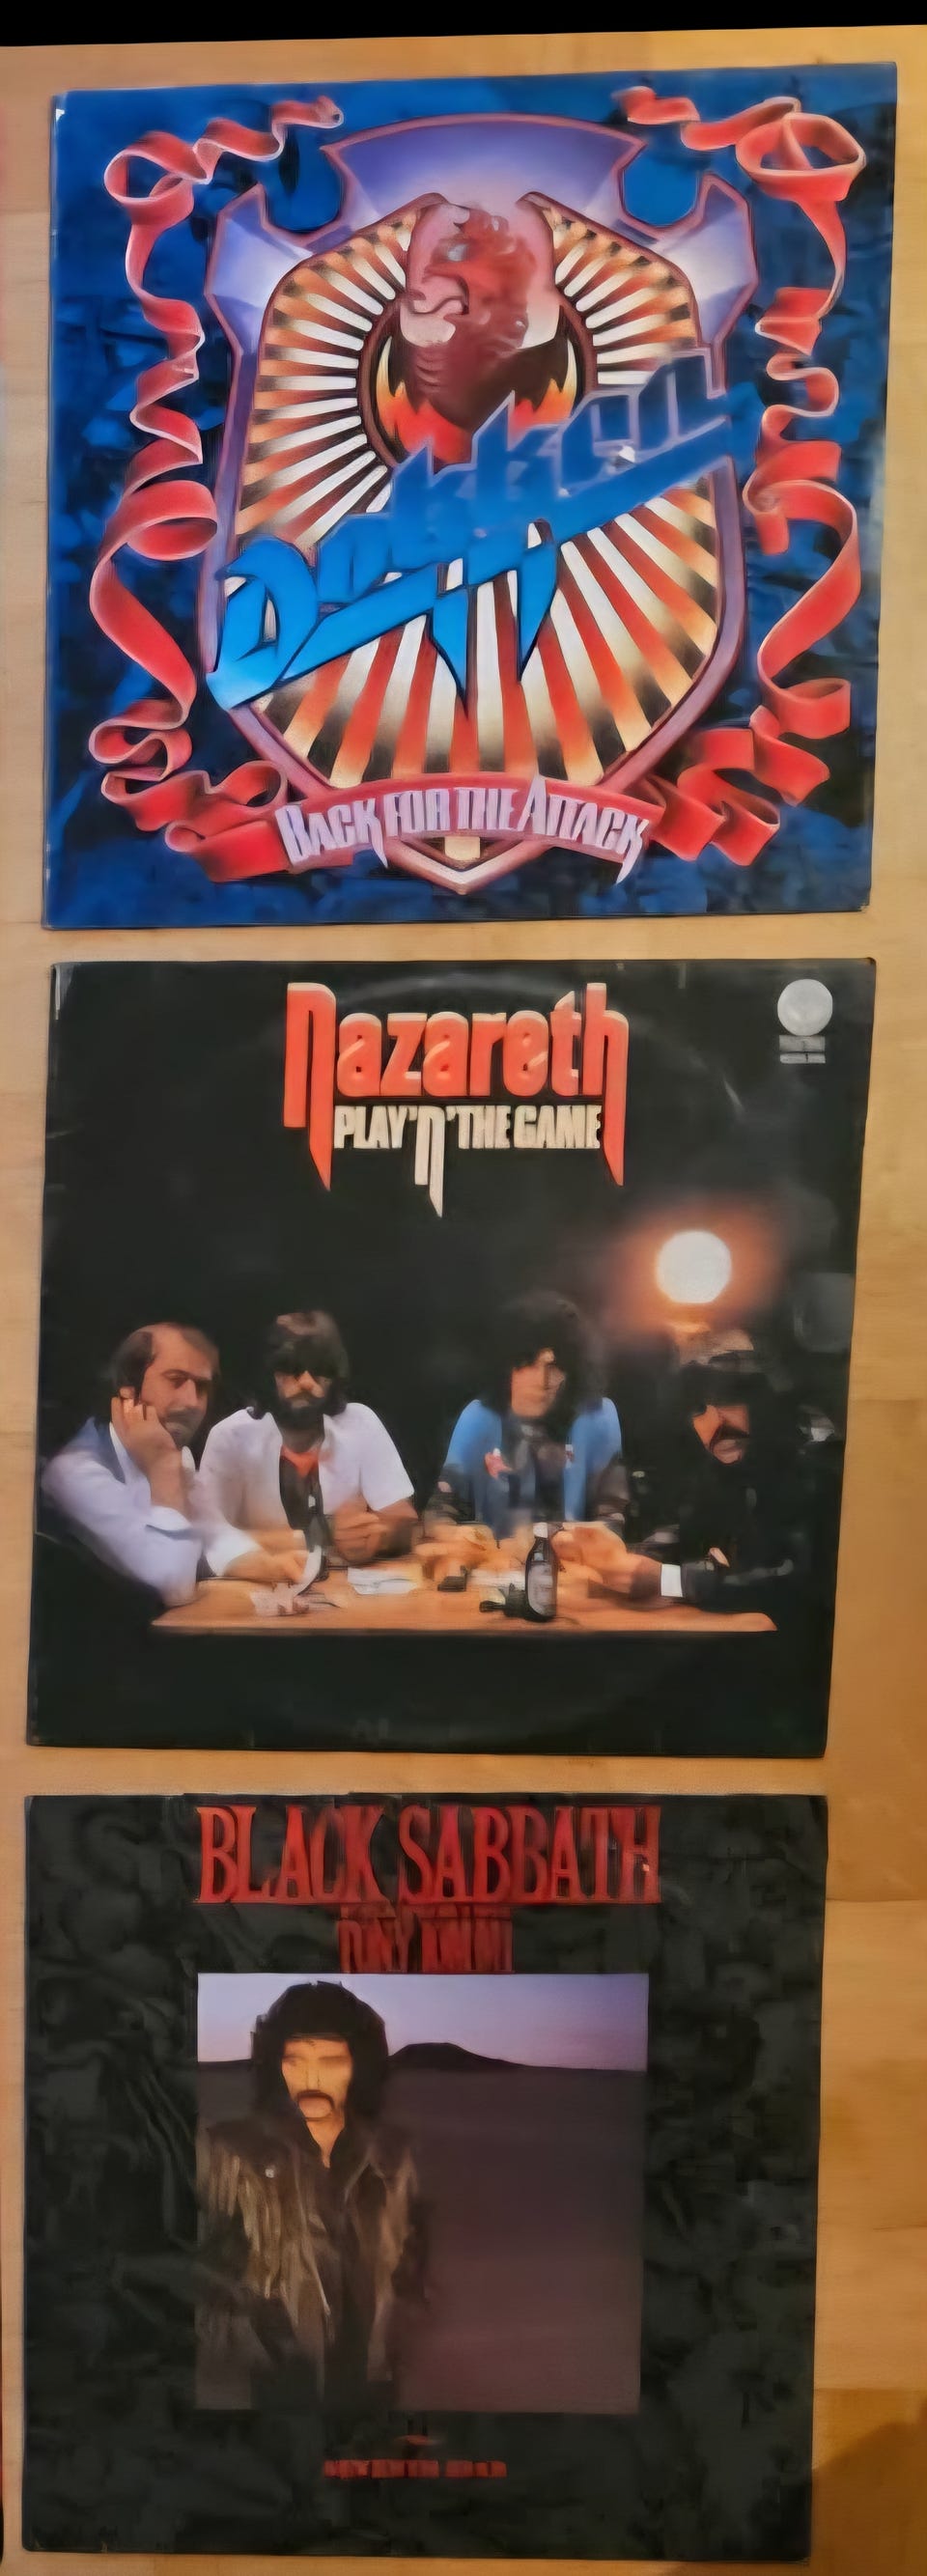 Dokken
BACK FOR THE ATTACK
Nazareth
PLAY'N'THE GAME
BLACK SABBATH